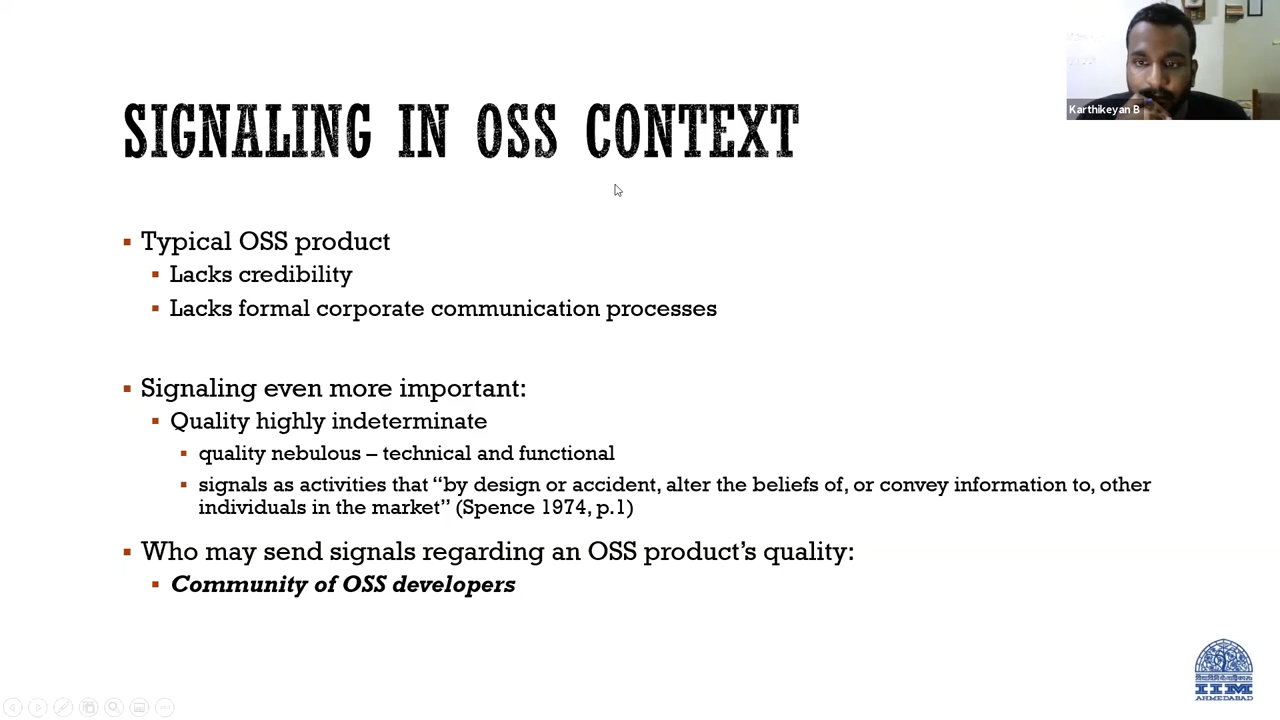 Karthikeyan B
SIGNALING IN OSS CONTEXT
Typical OSS product
Lacks credibility
Lacks formal corporate communication processes
Signaling even more important:
Quality highly indeterminate
quality nebulous – technical and functional
signals as activities that “by design or accident, alter the beliefs of, or convey information to, other
individuals in the market” (Spence 1974, p.1)
Who may send signals regarding an OSS product’s quality:
Community of OSS developers
IIM
AHMEDABAD